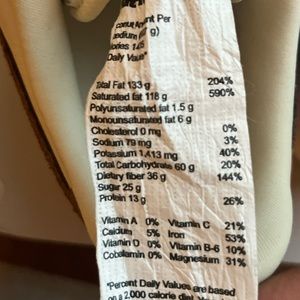 Amount Per
Total Fat 133 g 204%
Saturated fat 118 g 590%
Polyunsaturated fat 1.5 g
Monounsaturated fat 6 g
Cholesterol 0 mg 0%
Sodium 79 mg 3%
Potassium 1,413 mg 40%
Total Carbohydrate 60 g 20%
Dietary fiber 36 g 144%
Sugar 25 g
Protein 13 g 26%
Vitamin A 0% Vitamin C 21%
Calcium 5% Iron 53%
Vitamin D 0% Vitamin B-6 10%
Cobalamin 0% Magnesium 31%
*Percent Daily Values are based
on a 2,000 calorie diet